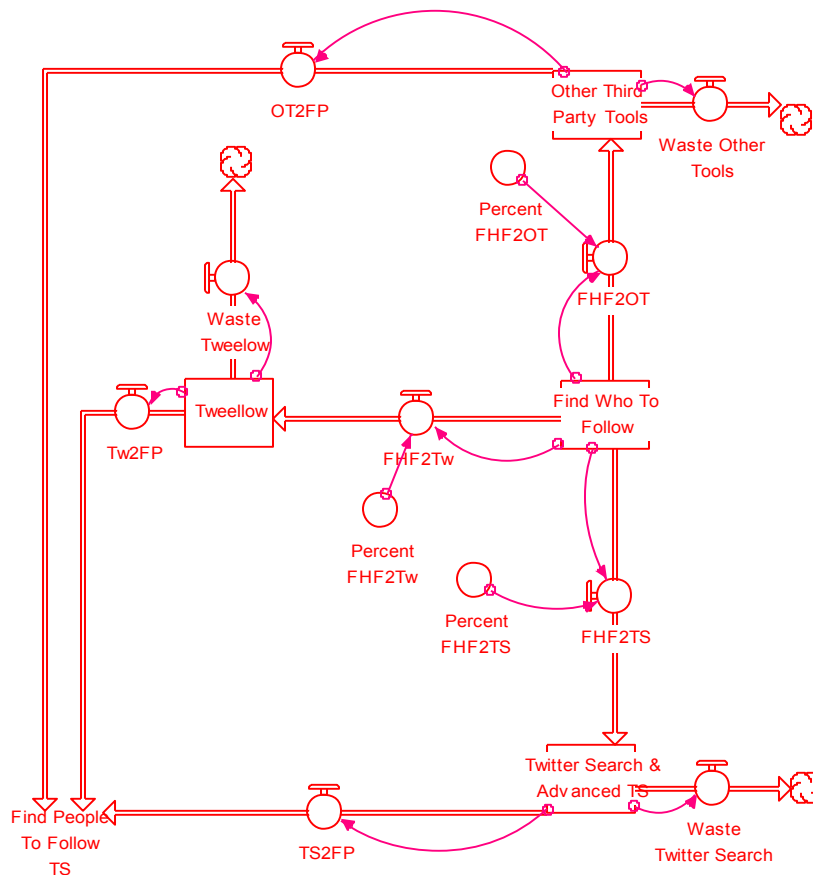 OT2FP
Other Third
Party Tools
Waste Other
Tools
Percent
FHF2OT
FHF2OT
Waste
Tweelow
Tweellow
Tw2FP
FHF2Tw
Find Who To
Follow
Percent
FHF2Tw
Percent
FHF2TS
FHF2TS
Twitter Search &
Advanced TS
Find People
To Follow
TS
TS2FP
Waste
Twitter Search